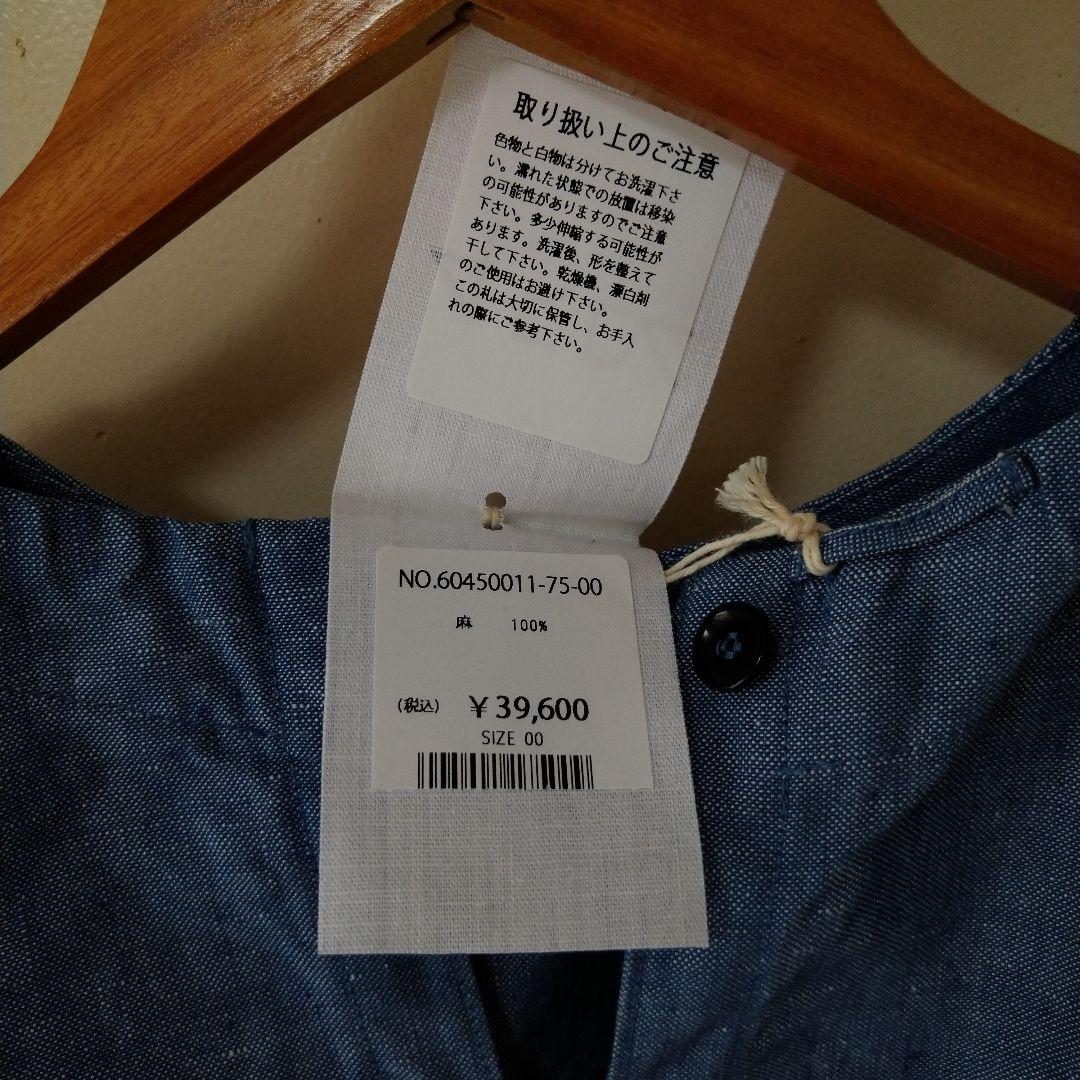 取り扱い上のご注意
色物と白物は分けてお洗濯下さ
い。濡れた状態での放置は移染
の可能性がありますのでご注意
下さい。多少伸縮する可能性が
あります。洗濯後、形を整えて
干して下さい。乾燥機、漂白剤
のご使用はお避け下さい。
この札は大切に保管し、お手入
れの際にご参考下さい。
NO.60450011-75-00
麻 100%
(税込) ¥39,600
SIZE 00